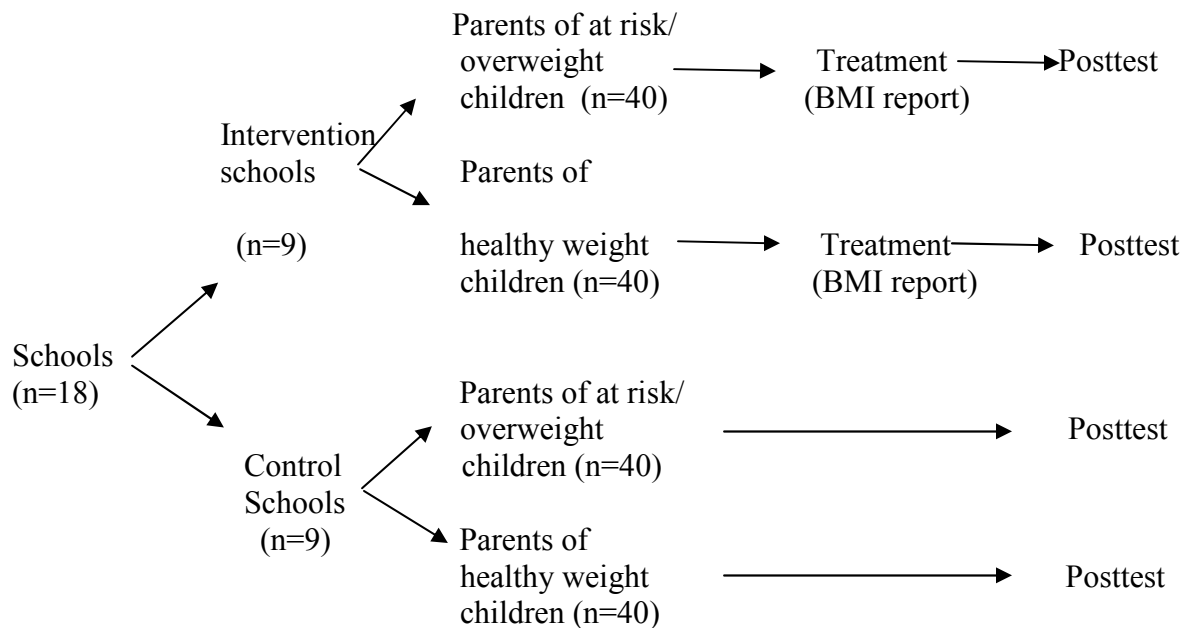 Parents of at risk/
overweight
children (n=40)
Treatment
(BMI report)
Posttest
Intervention
schools
(n=9)
Parents of
healthy weight
children (n=40)
Treatment
(BMI report)
Posttest
Schools
(n=18)
Parents of at risk/
overweight
children (n=40)
Posttest
Control
Schools
(n=9)
Parents of
healthy weight
children (n=40)
Posttest